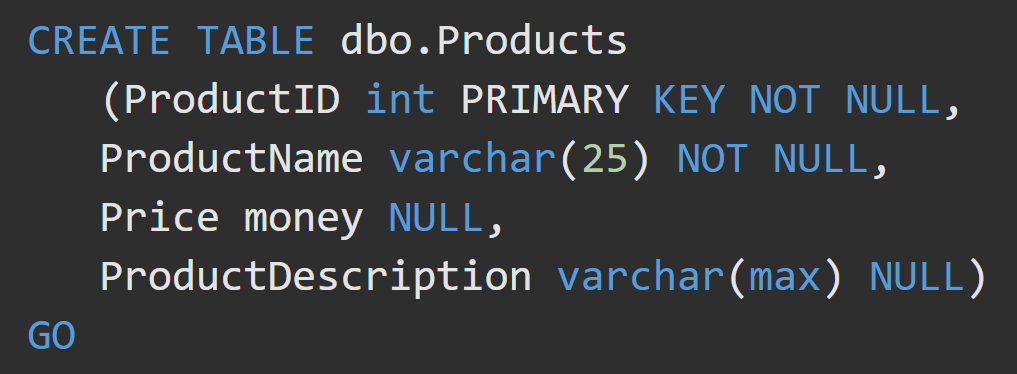 CREATE TABLE dbo.Products
(ProductID int PRIMARY KEY NOT NULL,
ProductName varchar(25) NOT NULL,
Price money NULL,
ProductDescription varchar(max) NULL)
GO